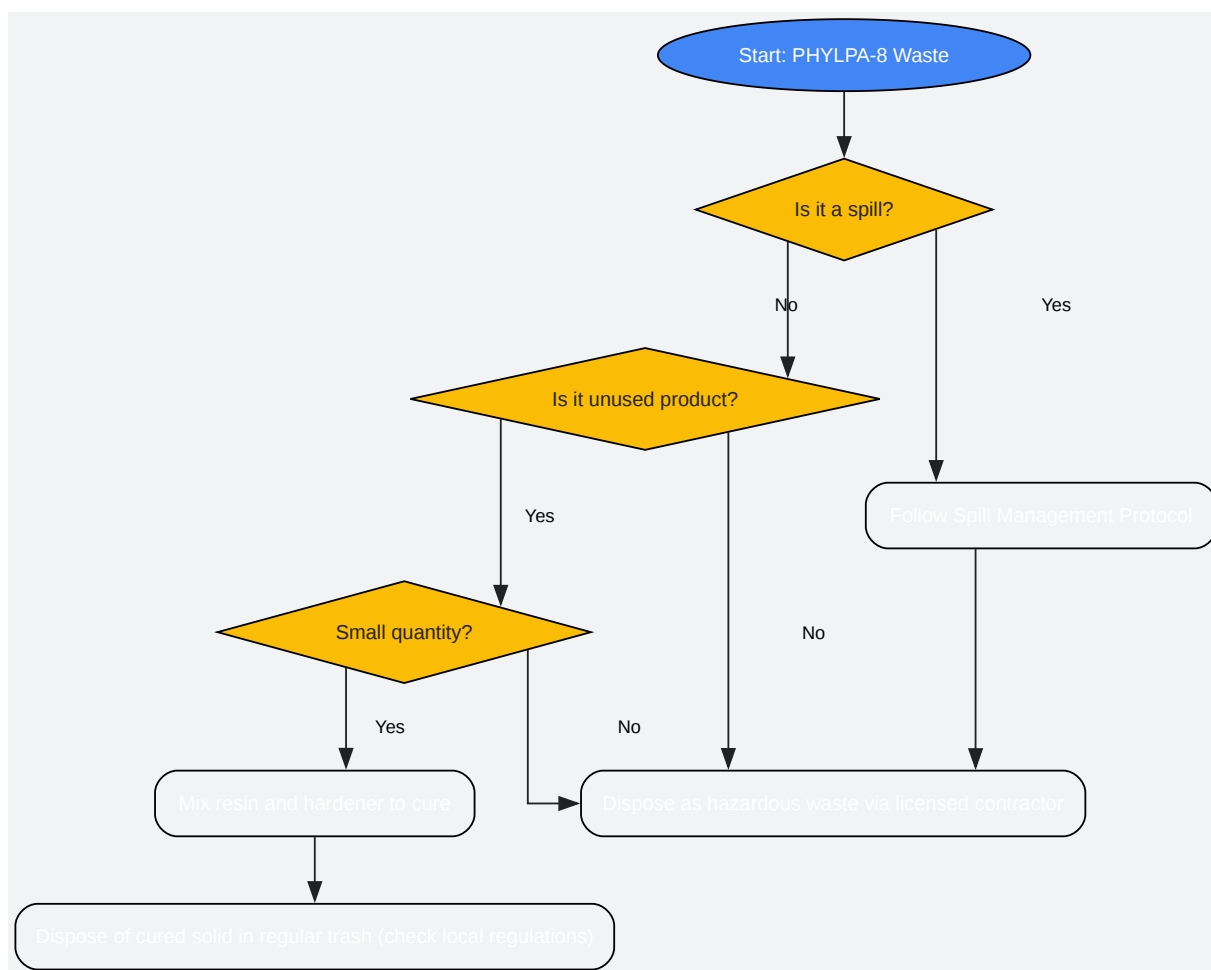 Start: PHYLPA-8 Waste
Is it a spill?
No
Yes
Is it unused product?
Yes
Follow Spill Management Protocol
Small quantity?
No
Yes
No
Mix resin and hardener to cure
Dispose as hazardous waste via licensed contractor
Dispose of cured solid in regular trash (check local regulations)